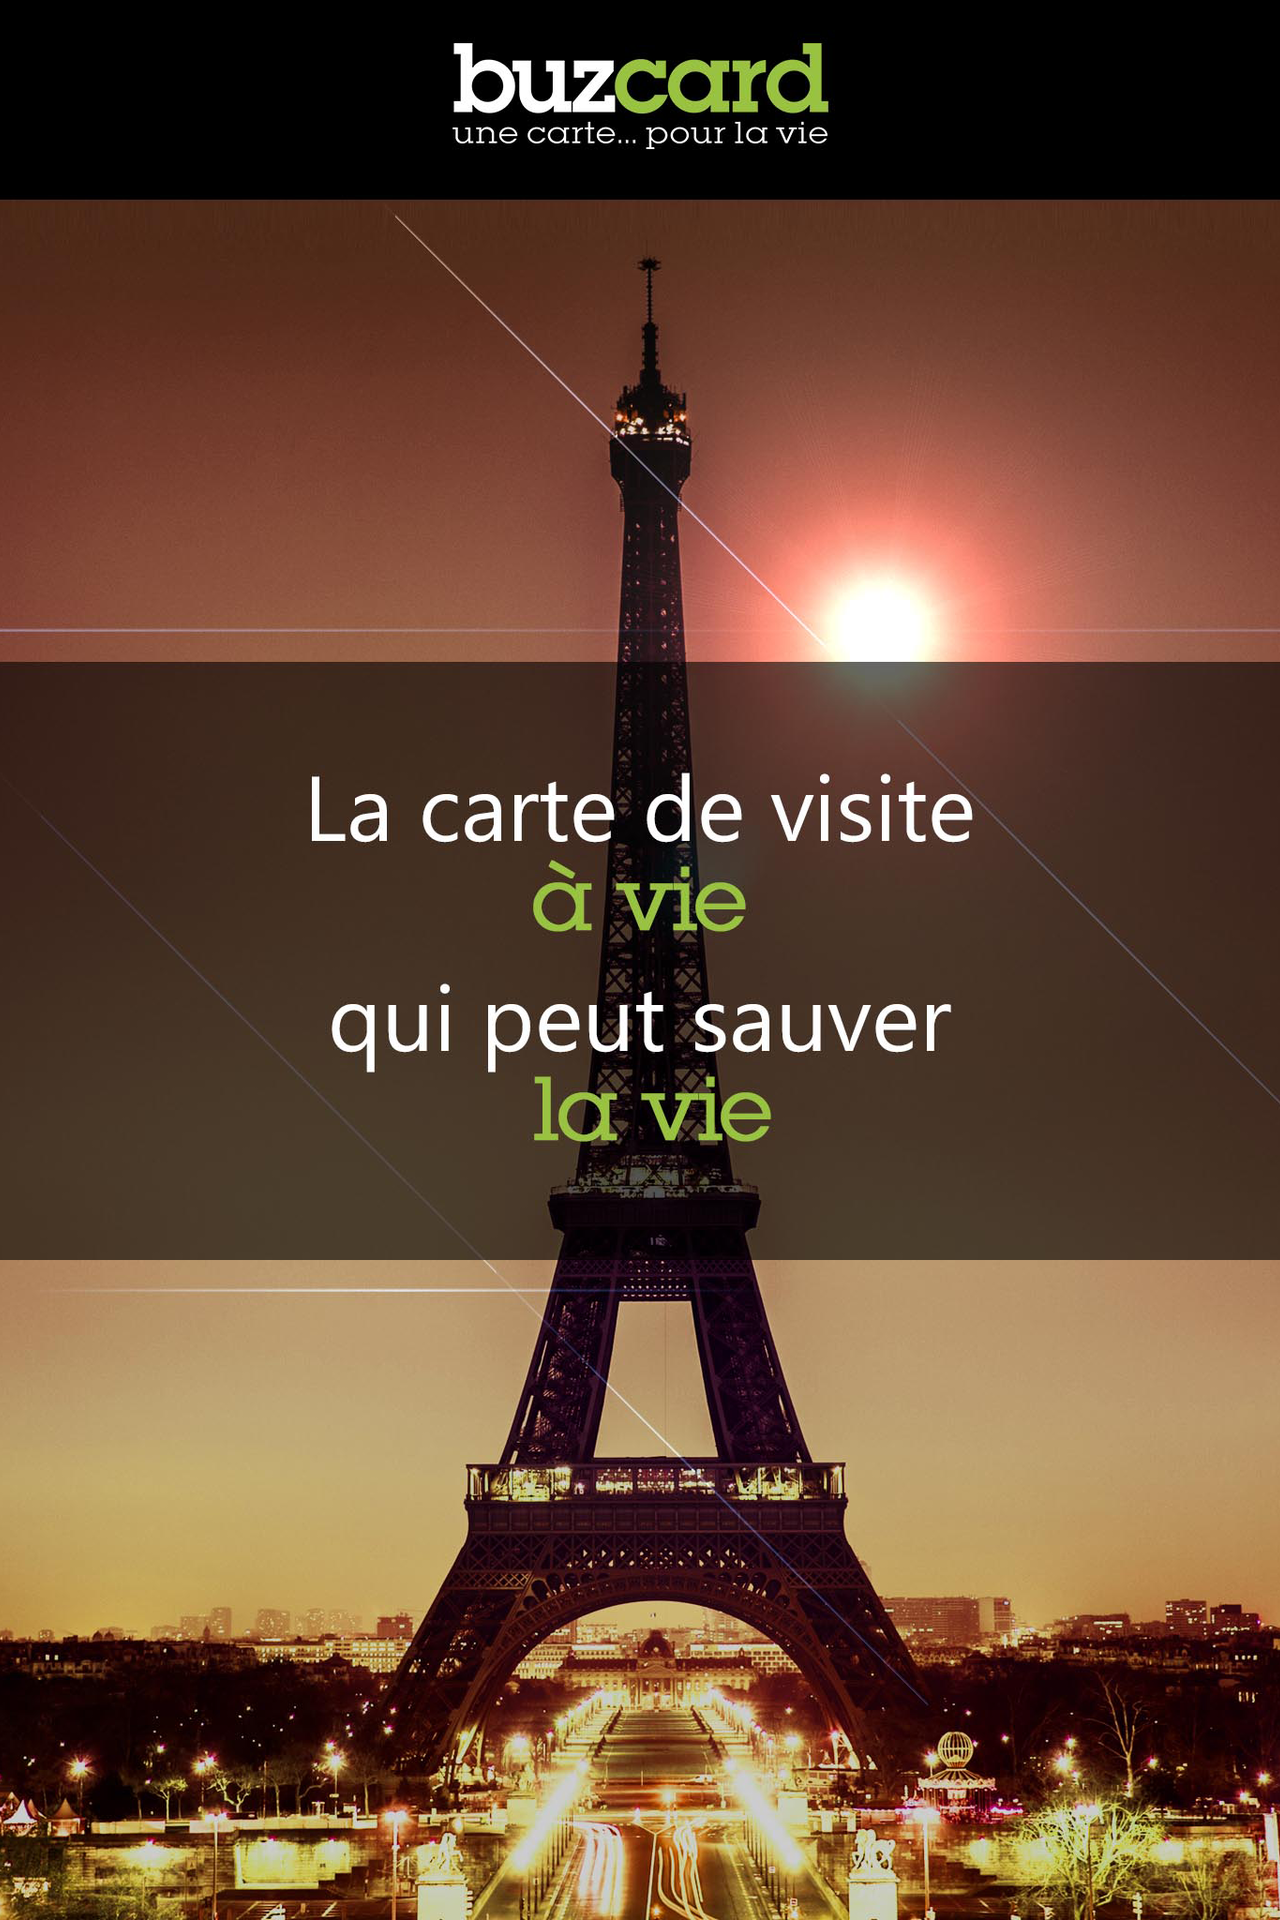 buzcard
une carte... pour la vie
La carte de visite
à vie
qui peut sauver
la vie